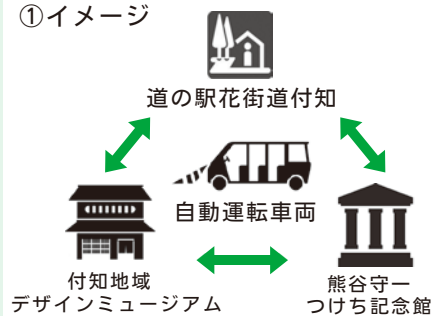 ①イメージ
道の駅花街道付知
自動運転車両
付知地域
デザインミュージアム
熊谷守一
つけち記念館